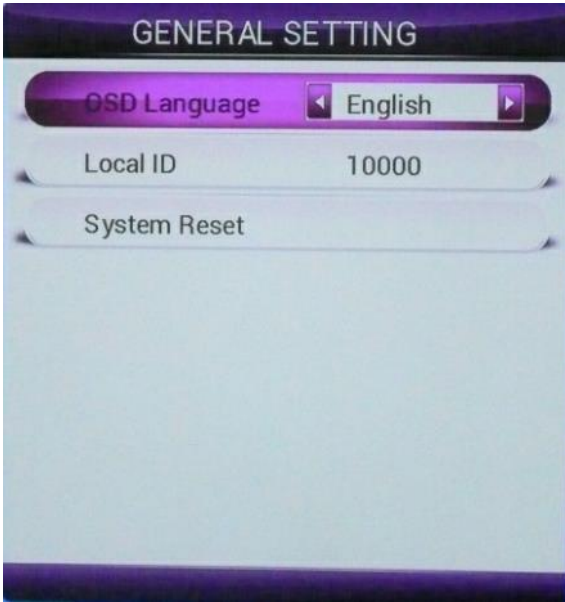 GENERAL SETTING
OSD Language English
Local ID 10000
System Reset